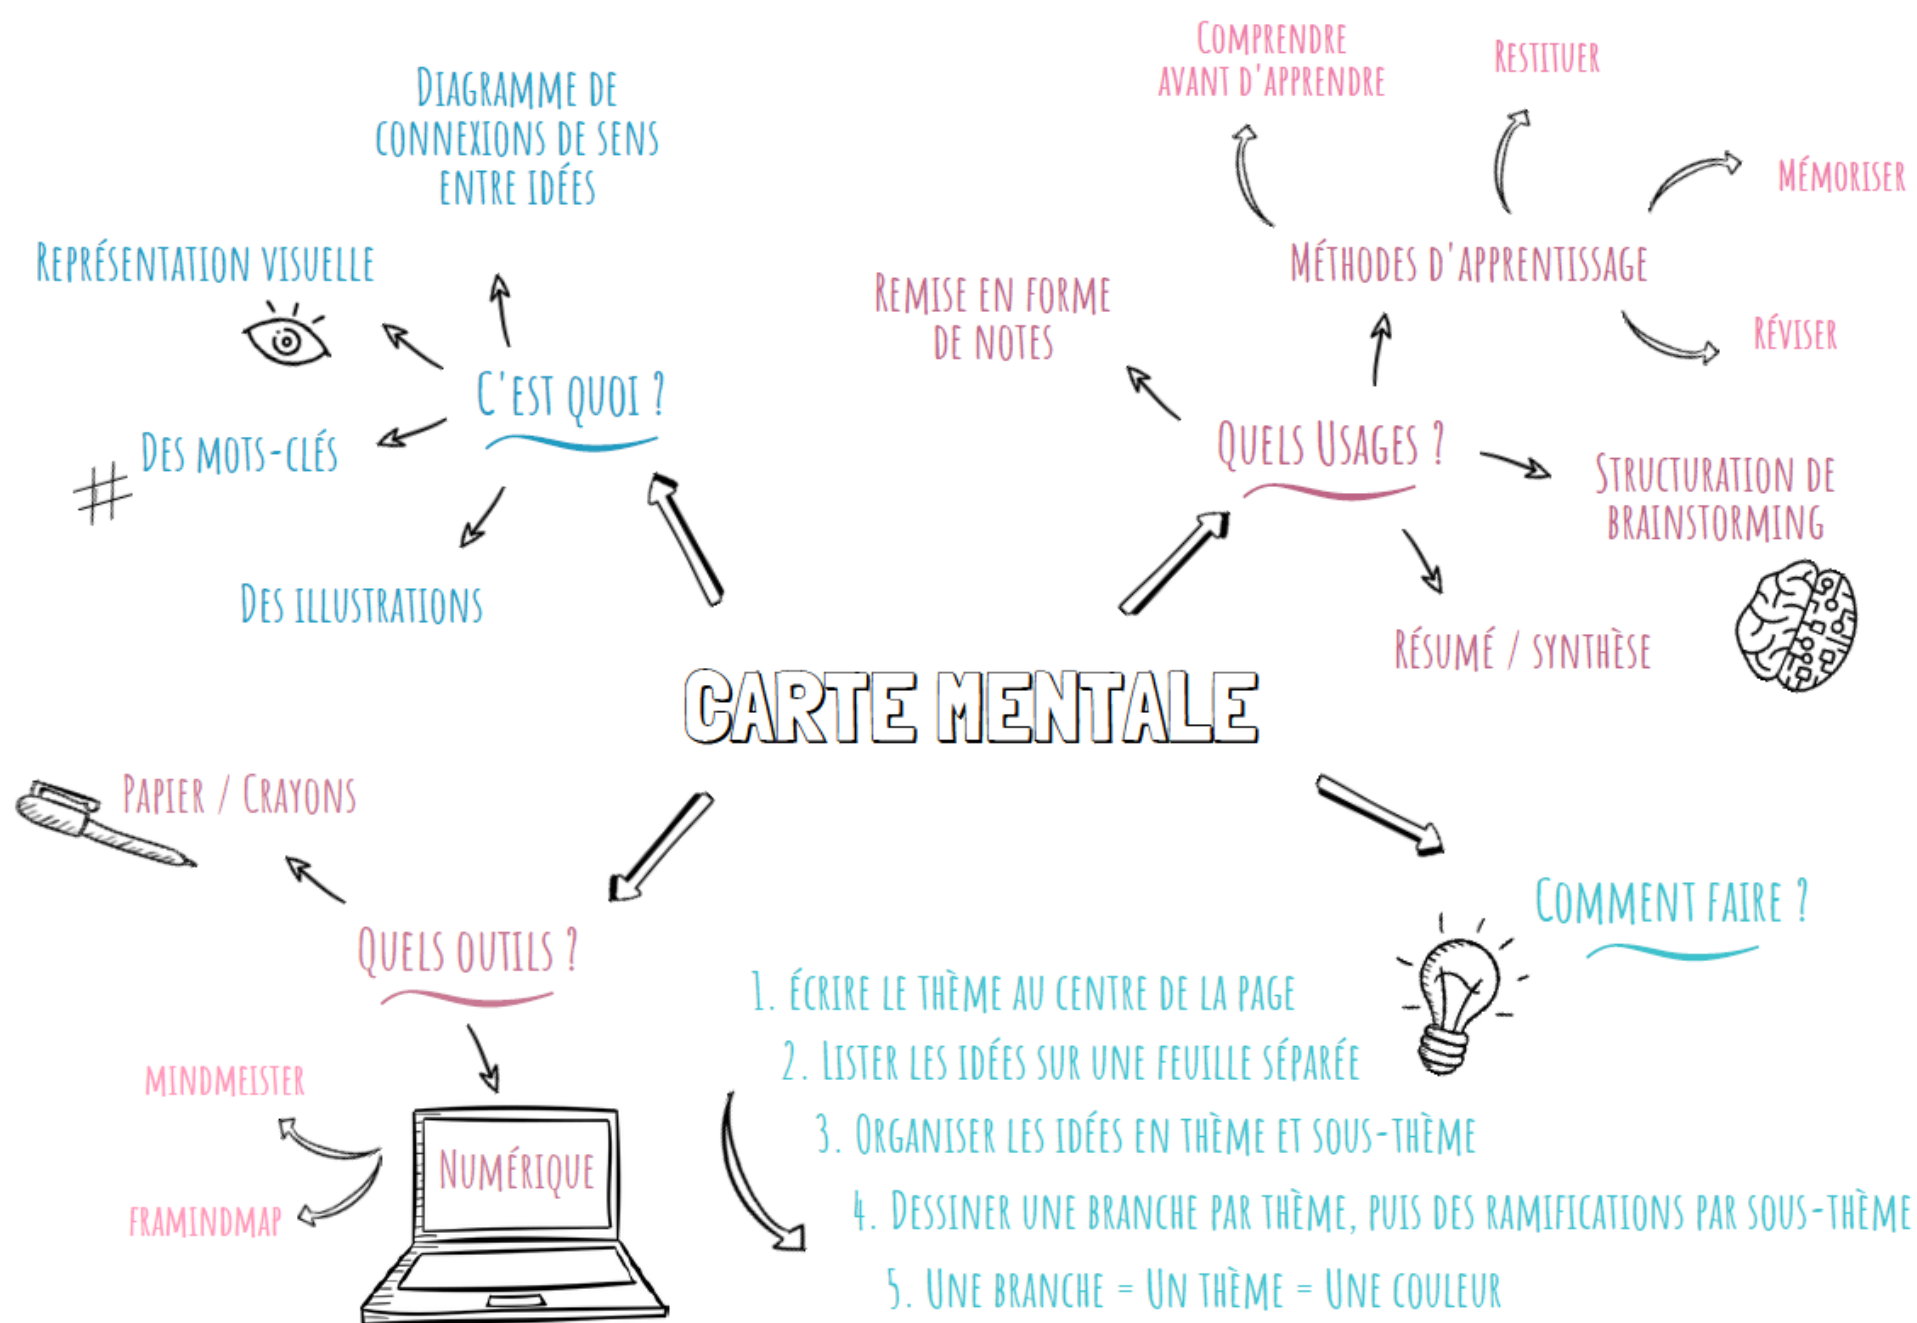 Diagramme de
connexions de sens
entre idées
Représentation visuelle
C'est quoi ?
Des mots-clés
#
Des illustrations
Comprendre
avant d'apprendre
Restituer
Mémoriser
Méthodes d'apprentissage
Réviser
Remise en forme
de notes
Quels Usages ?
Structuration de
brainstorming
Résumé / synthèse
CARTE MENTALE
Papier / Crayons
Quels outils ?
mindmeister
Numérique
framindmap
Comment faire ?
1. écrire le thème au centre de la page
2. Lister les idées sur une feuille séparée
3. Organiser les idées en thème et sous-thème
4. Dessiner une branche par thème, puis des ramifications par sous-thème
5. Une branche = Un thème = Une couleur